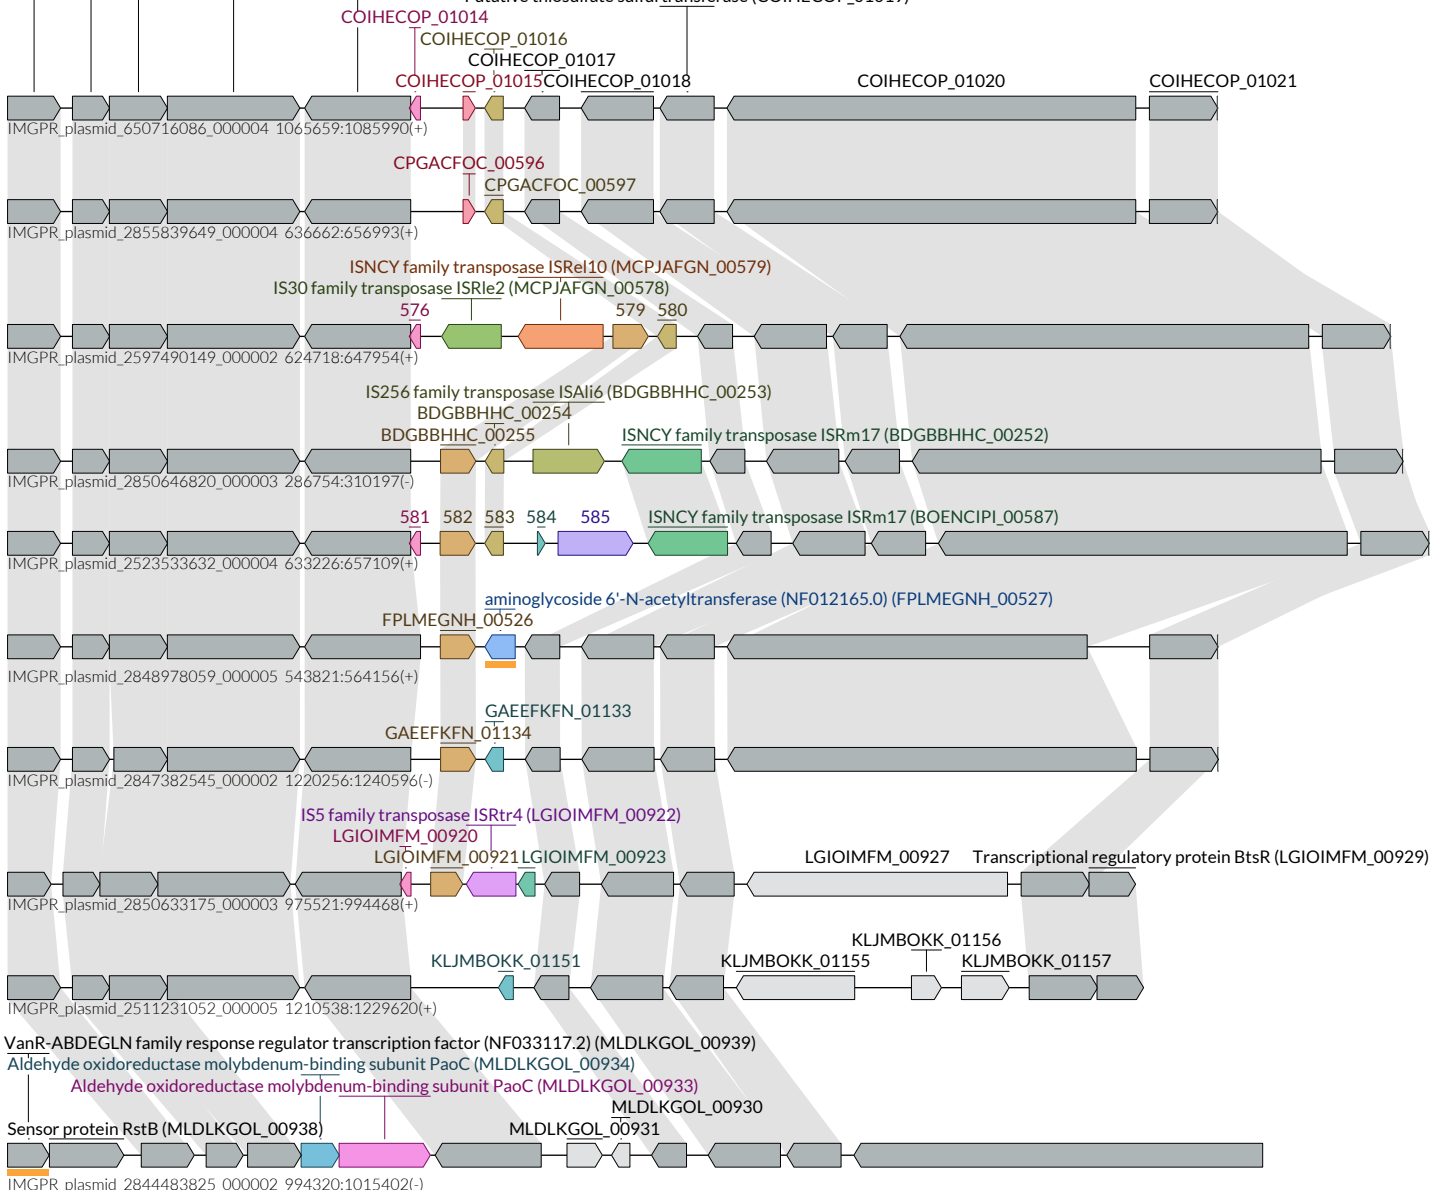 Putative thiosulfate sulfurtransferase (COIHECOP_01019)
COIHECOP_01014
COIHECOP_01016
COIHECOP_01017
COIHECOP_01015 COIHECOP_01018 COIHECOP_01020 COIHECOP_01021
IMGPR_plasmid_650716086_000004 1065659:1085990(+)
CPGACFOC_00596
CPGACFOC_00597
IMGPR_plasmid_2855839649_000004 636662:656993(+)
ISNCY family transposase ISRel10 (MCPJAFGN_00579)
IS30 family transposase ISRle2 (MCPJAFGN_00578)
576 579 580
IMGPR_plasmid_2597490149_000002 624718:647954(+)
IS256 family transposase ISAli6 (BDGBBHHC_00253)
BDGBBHHC_00254
BDGBBHHC_00255 ISNCY family transposase ISRm17 (BDGBBHHC_00252)
IMGPR_plasmid_2850646820_000003 286754:310197(-)
581 582 583 584 585 ISNCY family transposase ISRm17 (BOENCIPI_00587)
IMGPR_plasmid_2523533632_000004 633226:657109(+)
aminoglycoside 6'-N-acetyltransferase (NF012165.0) (FPLMEGNH_00527)
FPLMEGNH_00526
IMGPR_plasmid_2848978059_000005 543821:564156(+)
GAEEFKFN_01133
GAEEFKFN_01134
IMGPR_plasmid_2847382545_000002 1220256:1240596(-)
IS5 family transposase ISRtr4 (LGIOIMFM_00922)
LGIOIMFM_00920
LGIOIMFM_00921 LGIOIMFM_00923 LGIOIMFM_00927 Transcriptional regulatory protein BtsR (LGIOIMFM_00929)
IMGPR_plasmid_2850633175_000003 975521:994468(+)
KLJMBOKK_01156
KLJMBOKK_01151 KLJMBOKK_01155 KLJMBOKK_01157
IMGPR_plasmid_2511231052_000005 1210538:1229620(+)
VanR-ABDEGLN family response regulator transcription factor (NF033117.2) (MLDLKGOL_00939)
Aldehyde oxidoreductase molybdenum-binding subunit PaoC (MLDLKGOL_00934)
Aldehyde oxidoreductase molybdenum-binding subunit PaoC (MLDLKGOL_00933)
MLDLKGOL_00930
Sensor protein RstB (MLDLKGOL_00938) MLDLKGOL_00931
IMGPR_plasmid_2844483825_000002 994320:1015402(-)